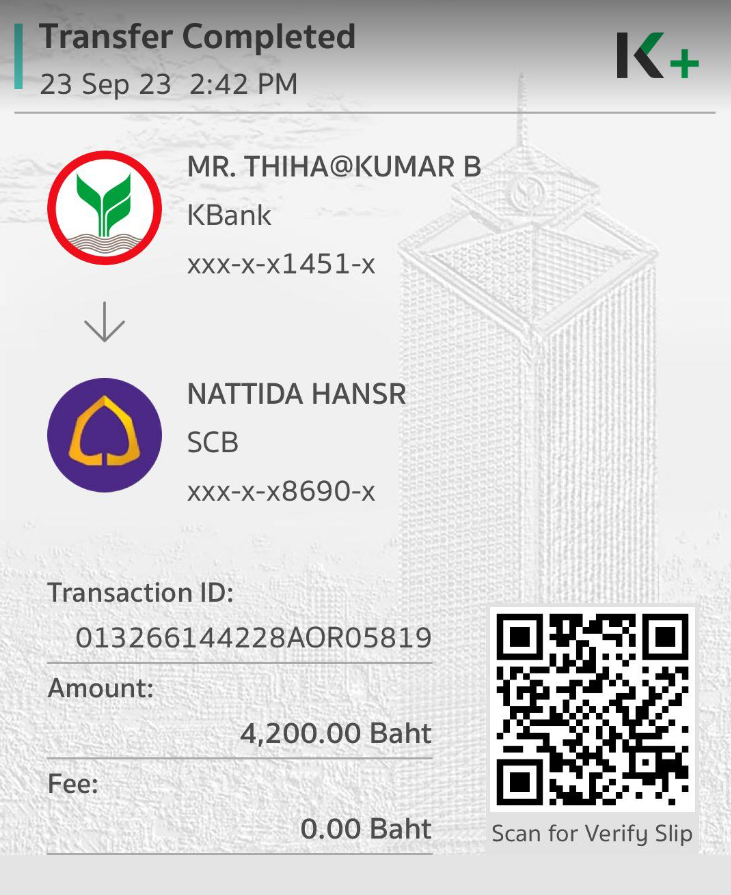 Transfer Completed
23 Sep 23 2:42 PM
K+
MR. THIHA@KUMAR B
KBank
xxx-x-x1451-x
NATTIDA HANSR
SCB
xxx-x-x8690-x
Transaction ID:
013266144228AOR05819
Amount:
4,200.00 Baht
Fee:
0.00 Baht
Scan for Verify Slip